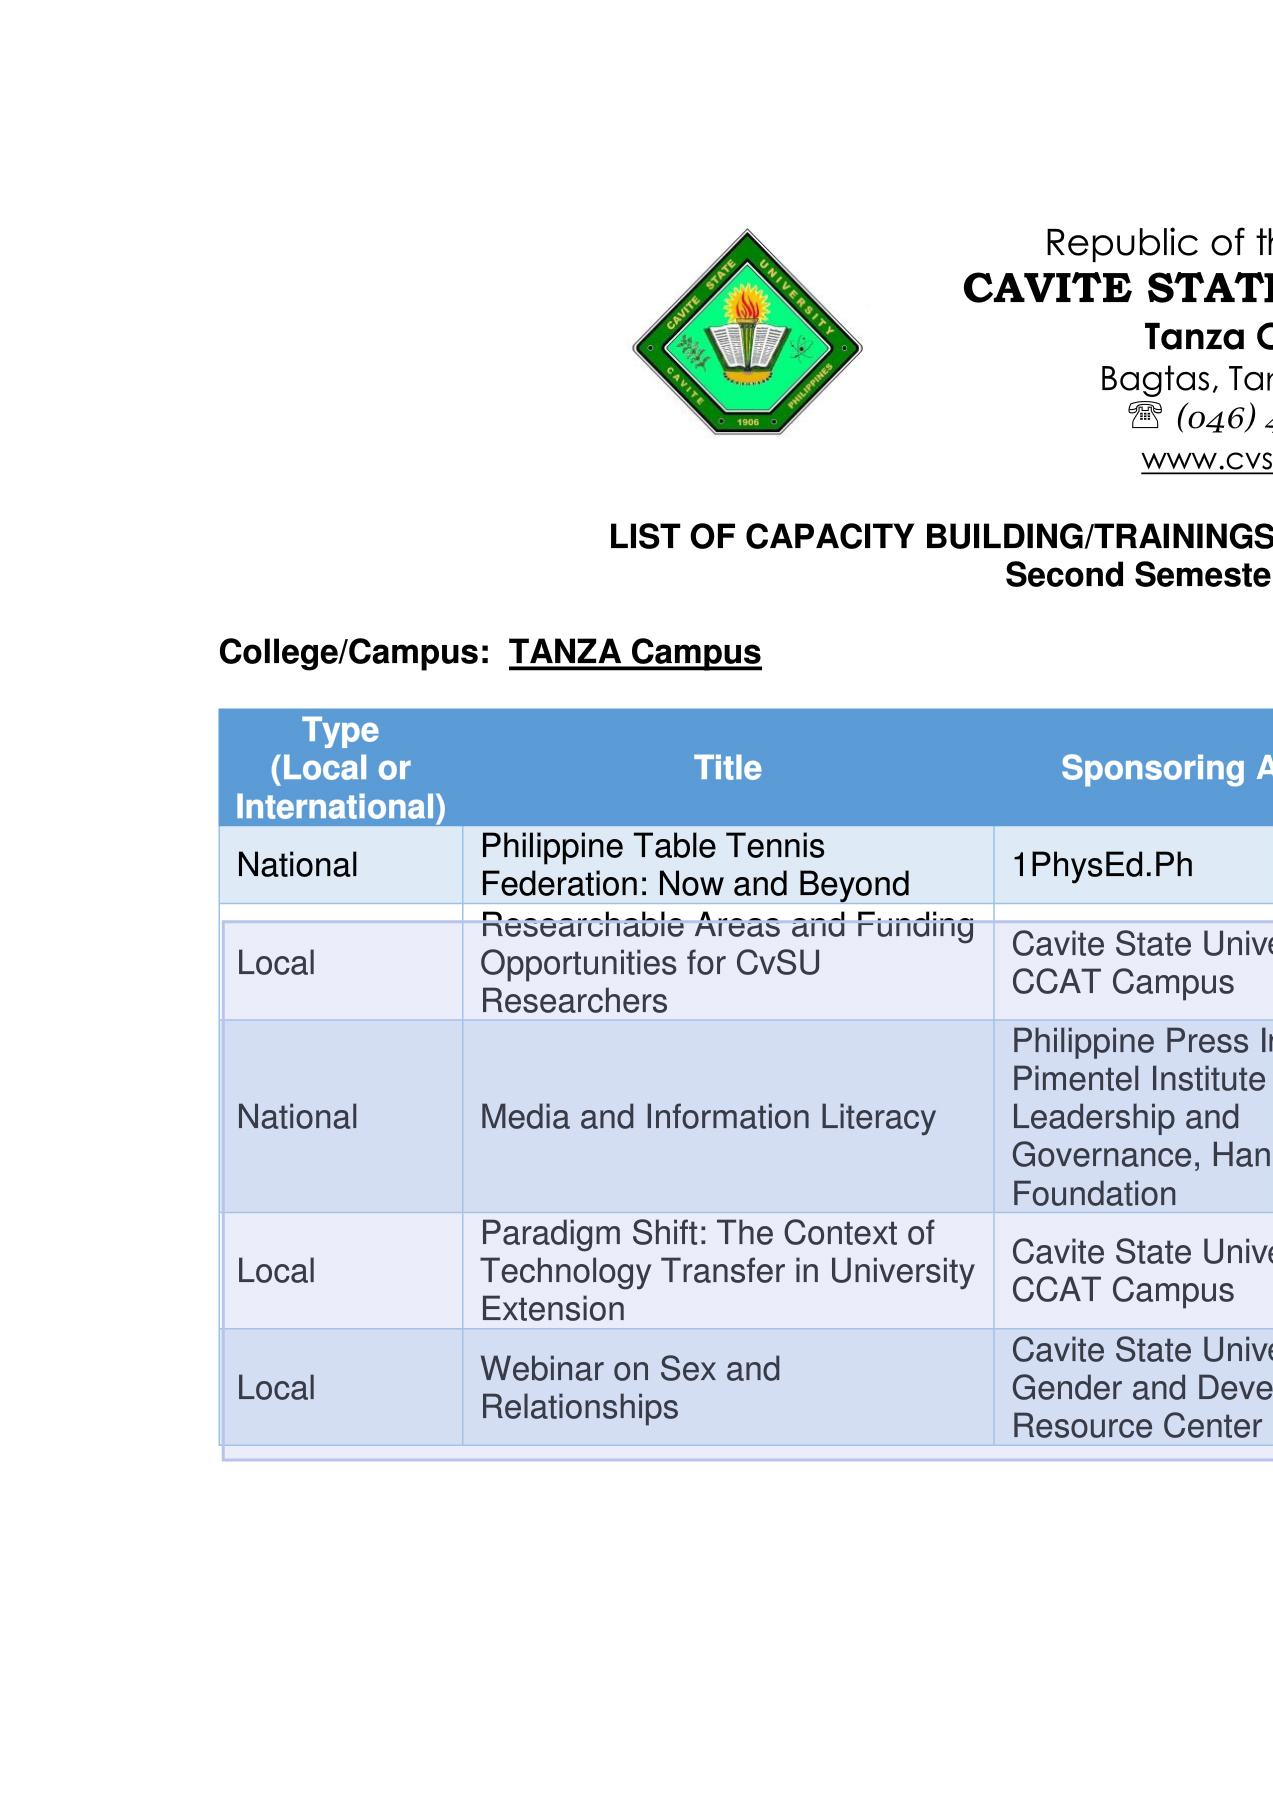 CAVITE STATE UNIVERSITY
CAVITE PHILIPPINES
1906
Republic of th
CAVITE STATE
Tanza C
Bagtas, Tan
☏ (046) 4
www.cvs
LIST OF CAPACITY BUILDING/TRAININGS
Second Semeste
College/Campus: TANZA Campus
Type
(Local or
International)
Title
Sponsoring A
National
Philippine Table Tennis
Federation: Now and Beyond
1PhysEd.Ph
Local
Researchable Areas and Funding
Opportunities for CvSU
Researchers
Cavite State Unive
CCAT Campus
National
Media and Information Literacy
Philippine Press In
Pimentel Institute
Leadership and
Governance, Han
Foundation
Local
Paradigm Shift: The Context of
Technology Transfer in University
Extension
Cavite State Unive
CCAT Campus
Local
Webinar on Sex and
Relationships
Cavite State Unive
Gender and Deve
Resource Center